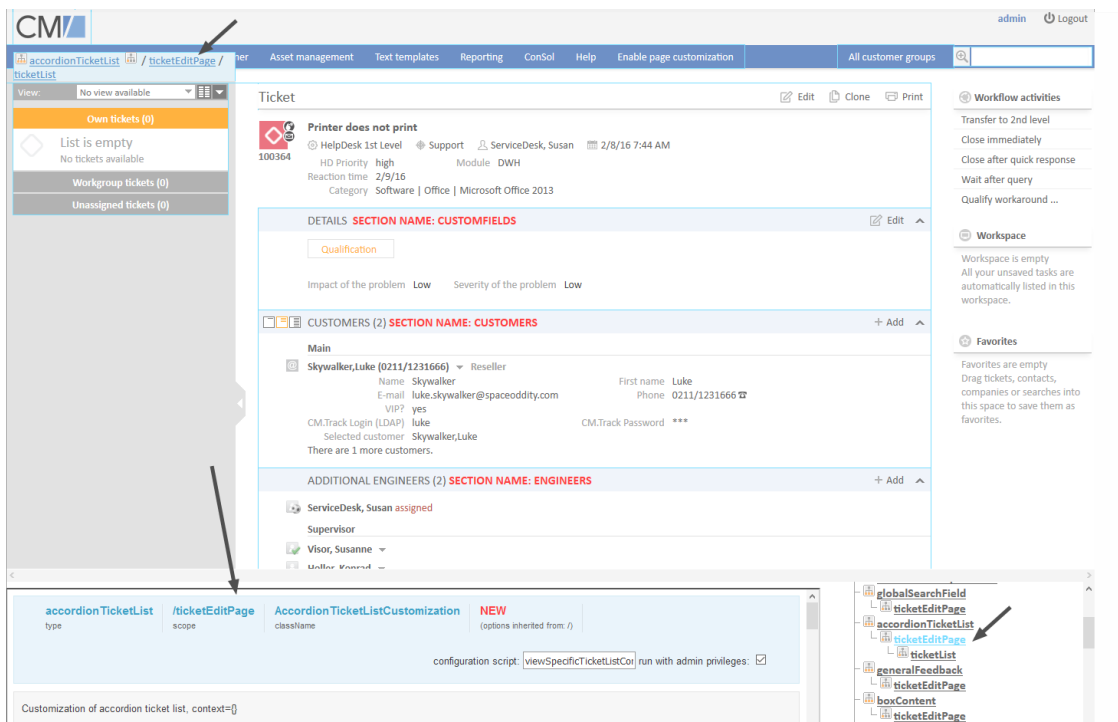 CM/
admin Logout
accordionTicketList / ticketEditPage /
ticketList
ner Asset management Text templates Reporting ConSol Help Enable page customization All customer groups
View: No view available
Own tickets (0)
List is empty
No tickets available
Workgroup tickets (0)
Unassigned tickets (0)
Ticket Edit Clone Print
Printer does not print
HelpDesk 1st Level Support ServiceDesk, Susan 2/8/16 7:44 AM
100364
HD Priority high Module DWH
Reaction time 2/9/16
Category Software | Office | Microsoft Office 2013
DETAILS SECTION NAME: CUSTOMFIELDS Edit
Qualification
Impact of the problem Low Severity of the problem Low
CUSTOMERS (2) SECTION NAME: CUSTOMERS + Add
Main
Skywalker,Luke (0211/1231666) Reseller
Name Skywalker First name Luke
E-mail luke.skywalker@spaceoddity.com Phone 0211/1231666
VIP? yes
CM.Track Login (LDAP) luke CM.Track Password ***
Selected customer Skywalker,Luke
There are 1 more customers.
ADDITIONAL ENGINEERS (2) SECTION NAME: ENGINEERS + Add
ServiceDesk, Susan assigned
Supervisor
Visor, Susanne
Holler, Konrad
Workflow activities
Transfer to 2nd level
Close immediately
Close after quick response
Wait after query
Qualify workaround ...
Workspace
Workspace is empty
All your unsaved tasks are
automatically listed in this
workspace.
Favorites
Favorites are empty
Drag tickets, contacts,
companies or searches into
this space to save them as
favorites.
accordionTicketList /ticketEditPage AccordionTicketListCustomization NEW
type scope className (options inherited from: /)
configuration script: viewSpecificTicketListCor run with admin privileges:
Customization of accordion ticket list, context={}
globalSearchField
ticketEditPage
accordionTicketList
ticketEditPage
ticketList
generalFeedback
ticketEditPage
boxContent
ticketEditPage